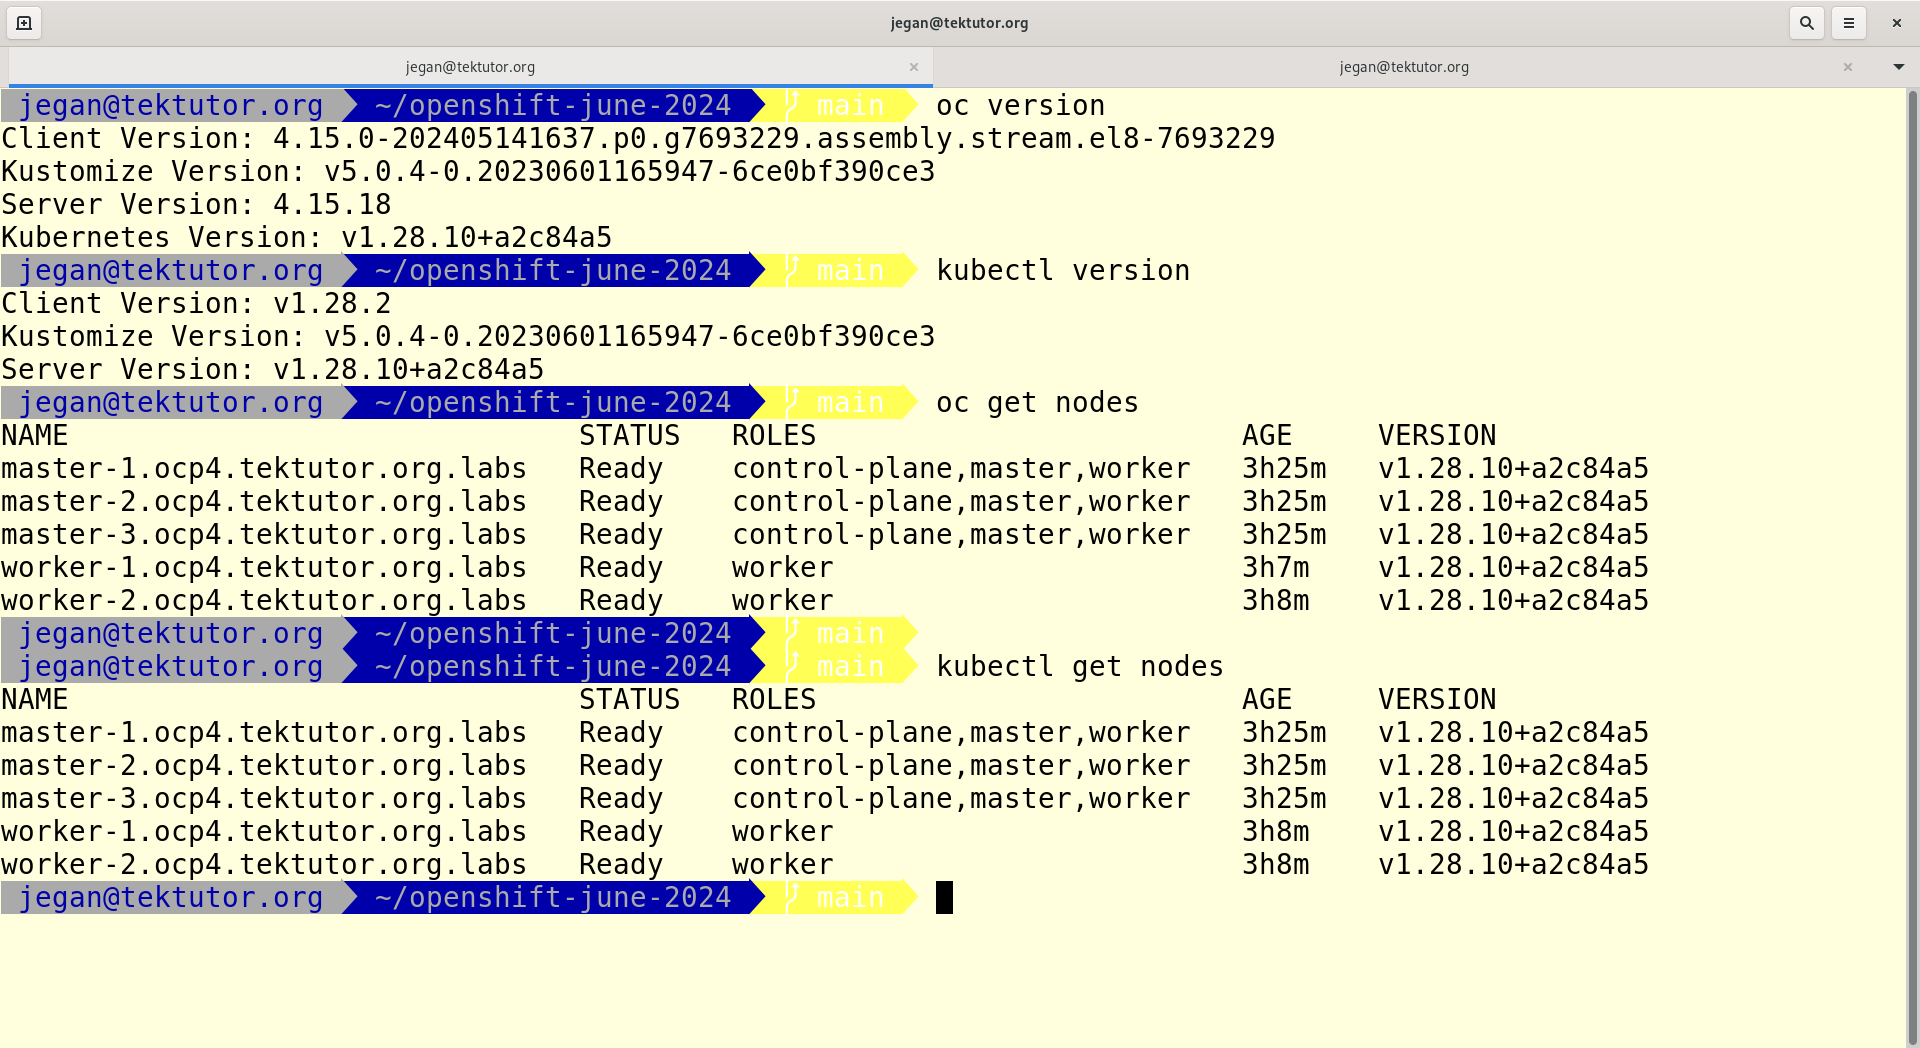 jegan@tektutor.org
jegan@tektutor.org jegan@tektutor.org
jegan@tektutor.org ~/openshift-june-2024 main oc version
Client Version: 4.15.0-202405141637.p0.g7693229.assembly.stream.el8-7693229
Kustomize Version: v5.0.4-0.20230601165947-6ce0bf390ce3
Server Version: 4.15.18
Kubernetes Version: v1.28.10+a2c84a5
jegan@tektutor.org ~/openshift-june-2024 main kubectl version
Client Version: v1.28.2
Kustomize Version: v5.0.4-0.20230601165947-6ce0bf390ce3
Server Version: v1.28.10+a2c84a5
jegan@tektutor.org ~/openshift-june-2024 main oc get nodes
NAME STATUS ROLES AGE VERSION
master-1.ocp4.tektutor.org.labs Ready control-plane,master,worker 3h25m v1.28.10+a2c84a5
master-2.ocp4.tektutor.org.labs Ready control-plane,master,worker 3h25m v1.28.10+a2c84a5
master-3.ocp4.tektutor.org.labs Ready control-plane,master,worker 3h25m v1.28.10+a2c84a5
worker-1.ocp4.tektutor.org.labs Ready worker 3h7m v1.28.10+a2c84a5
worker-2.ocp4.tektutor.org.labs Ready worker 3h8m v1.28.10+a2c84a5
jegan@tektutor.org ~/openshift-june-2024 main
jegan@tektutor.org ~/openshift-june-2024 main kubectl get nodes
NAME STATUS ROLES AGE VERSION
master-1.ocp4.tektutor.org.labs Ready control-plane,master,worker 3h25m v1.28.10+a2c84a5
master-2.ocp4.tektutor.org.labs Ready control-plane,master,worker 3h25m v1.28.10+a2c84a5
master-3.ocp4.tektutor.org.labs Ready control-plane,master,worker 3h25m v1.28.10+a2c84a5
worker-1.ocp4.tektutor.org.labs Ready worker 3h8m v1.28.10+a2c84a5
worker-2.ocp4.tektutor.org.labs Ready worker 3h8m v1.28.10+a2c84a5
jegan@tektutor.org ~/openshift-june-2024 main